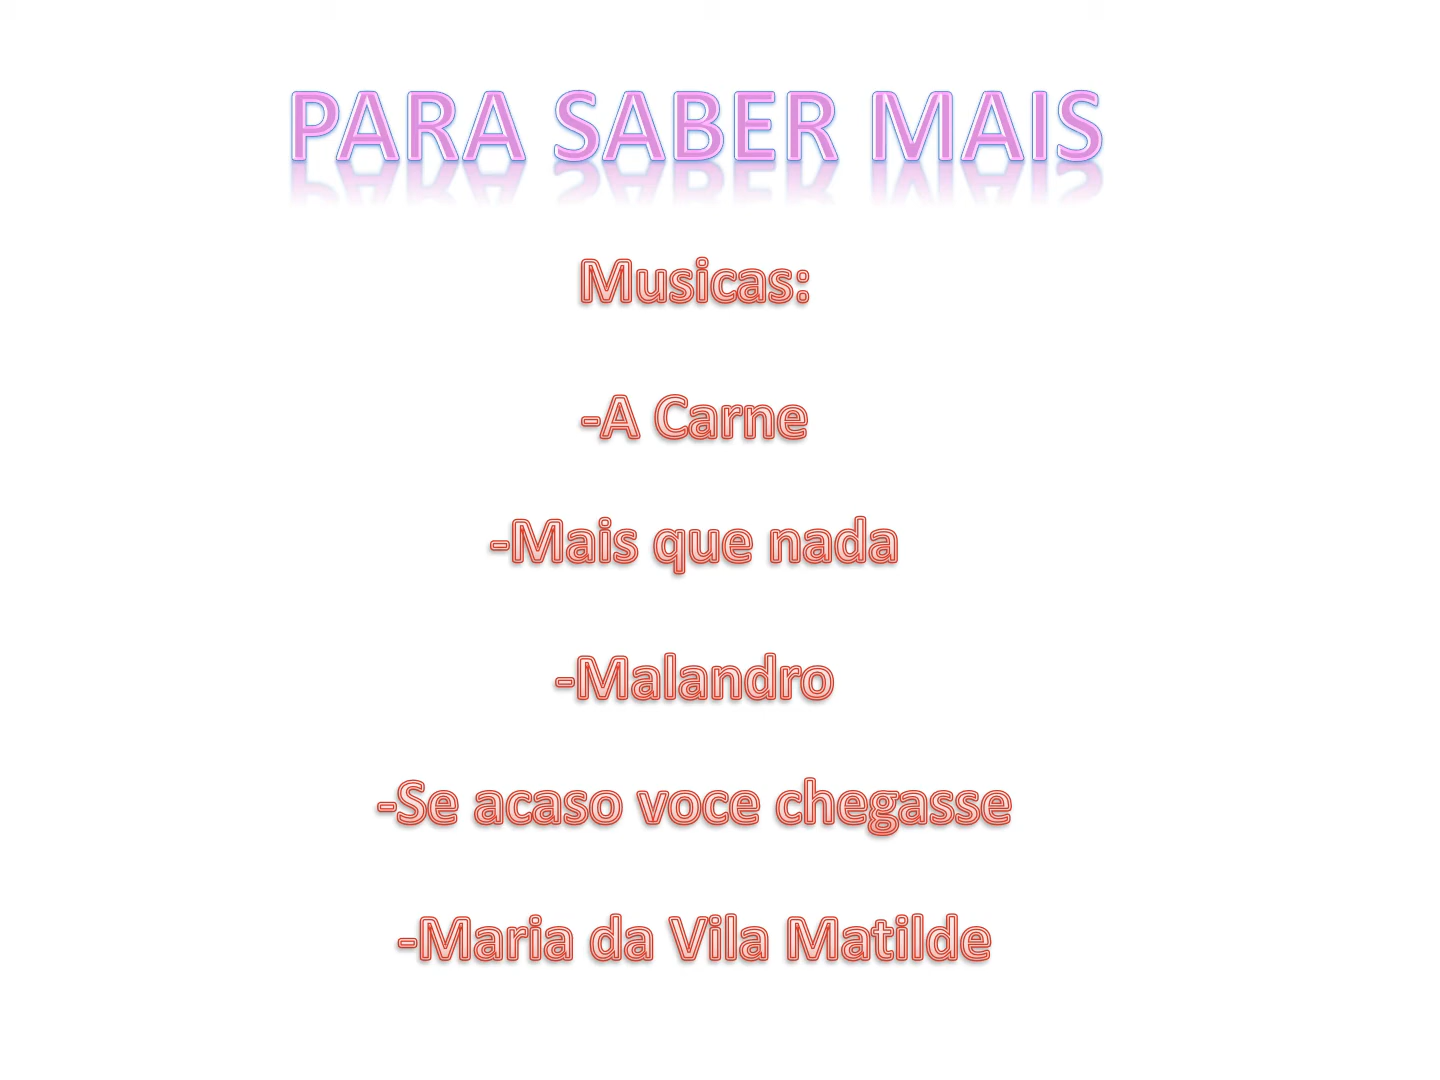 PARA SABER MAIS
Musicas:
-A Carne
-Mais que nada
-Malandro
-Se acaso voce chegasse
-Maria da Vila Matilde